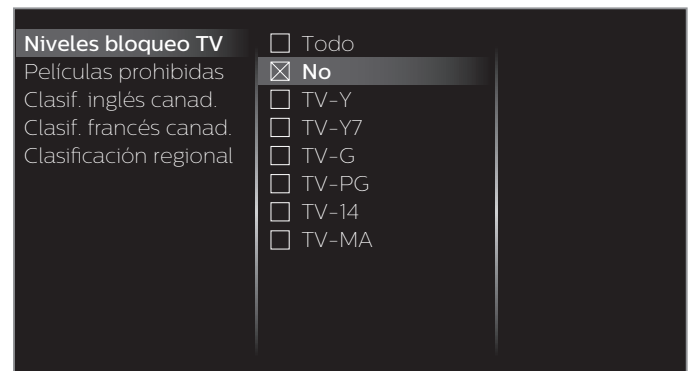 Niveles bloqueo TV
Películas prohibidas
Clasif. inglés canad.
Clasif. francés canad.
Clasificación regional
Todo
No
TV-Y
TV-Y7
TV-G
TV-PG
TV-14
TV-MA